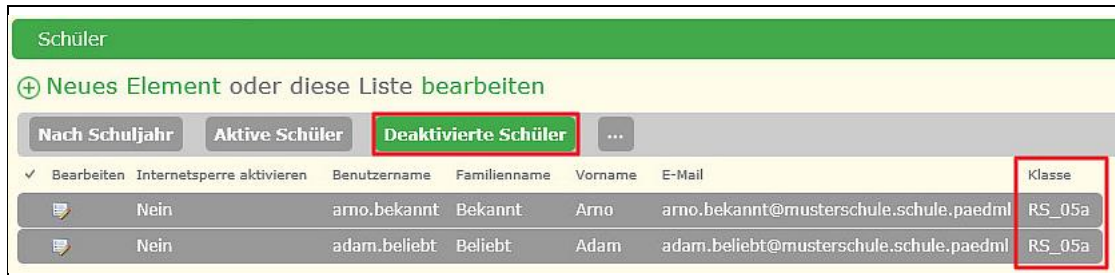 Schüler
Neues Element oder diese Liste bearbeiten
Nach Schuljahr Aktive Schüler Deaktivierte Schüler ...
Bearbeiten Internetsperre aktivieren Benutzername Familienname Vorname E-Mail Klasse
Nein arno.bekannt Bekannt Arno arno.bekannt@musterschule.schule.paedml RS_05a
Nein adam.beliebt Beliebt Adam adam.beliebt@musterschule.schule.paedml RS_05a